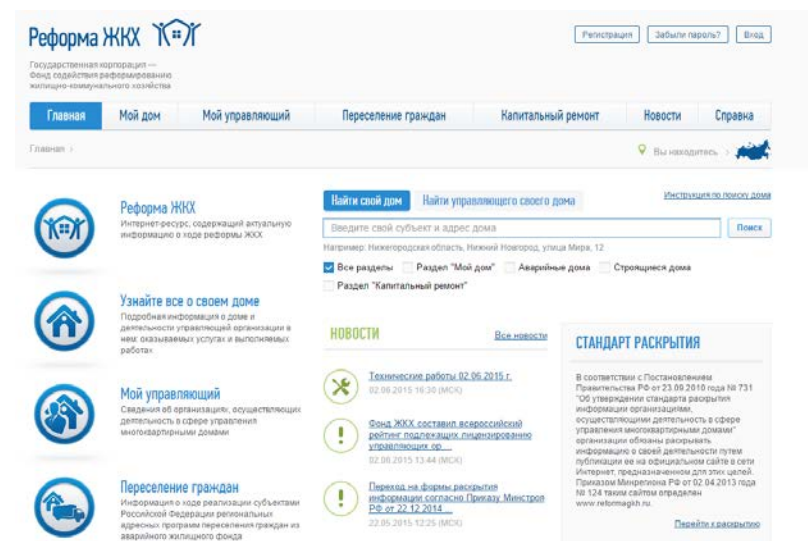 Реформа ЖКХ
Государственная корпорация —
Фонд содействия реформированию
жилищно-коммунального хозяйства
Регистрация
Забыли пароль?
Вход
Главная
Мой дом
Мой управляющий
Переселение граждан
Капитальный ремонт
Новости
Справка
Главная ›
Вы находитесь ›
Реформа ЖКХ
Интернет-ресурс, содержащий актуальную
информацию о ходе реформы ЖКХ
Узнайте все о своем доме
Подробная информация о доме и
деятельности управляющей организации в
нем: оказываемых услугах и выполняемых
работах
Мой управляющий
Сведения об организациях, осуществляющих
деятельность в сфере управления
многоквартирными домами
Переселение граждан
Информация о ходе реализации субъектами
Российской Федерации региональных
адресных программ переселения граждан из
аварийного жилищного фонда
Найти свой дом
Найти управляющего своего дома
Инструкция по поиску дома
Введите свой субъект и адрес дома
Поиск
Например: Нижегородская область, Нижний Новгород, улица Мира, 12
Все разделы
Раздел "Мой дом"
Аварийные дома
Строящиеся дома
Раздел "Капитальный ремонт"
НОВОСТИ
Все новости
Технические работы 02.06.2015 г.
02.06.2015 16:30 (МСК)
Фонд ЖКХ составил всероссийский
рейтинг подлежащих лицензированию
управляющих ор ...
02.06.2015 13:44 (МСК)
Переход на формы раскрытия
информации согласно Приказу Минстроя
РФ от 22.12.2014 ...
22.05.2015 12:25 (МСК)
СТАНДАРТ РАСКРЫТИЯ
В соответствии с Постановлением
Правительства РФ от 23.09.2010 года № 731
"Об утверждении стандарта раскрытия
информации организациями,
осуществляющими деятельность в сфере
управления многоквартирными домами"
организации обязаны раскрывать
информацию о своей деятельности путем
публикации ее на официальном сайте в сети
Интернет, предназначенном для этих целей.
Приказом Минрегиона РФ от 02.04.2013 года
№ 124 таким сайтом определен
www.reformagkh.ru.
Перейти к раскрытию